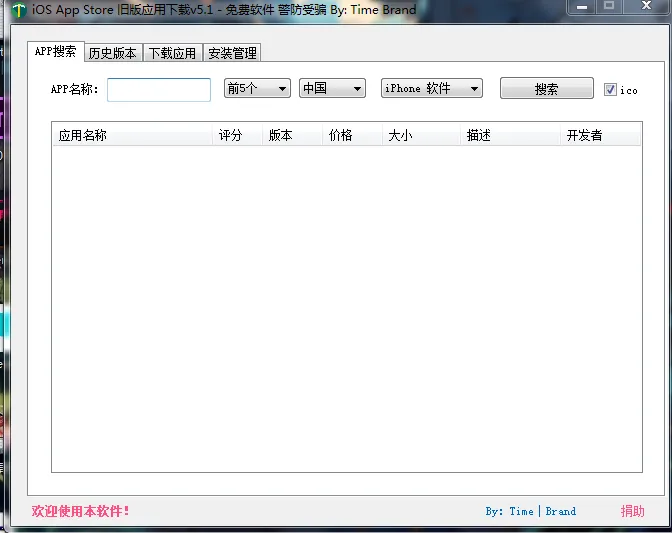 iOS App Store 旧版应用下载v5.1 - 免费软件 警防受骗 By: Time Brand
APP搜索 历史版本 下载应用 安装管理
APP名称: 前5个 中国 iPhone 软件 搜索 ico
应用名称 评分 版本 价格 大小 描述 开发者
欢迎使用本软件! By: Time|Brand 捐助